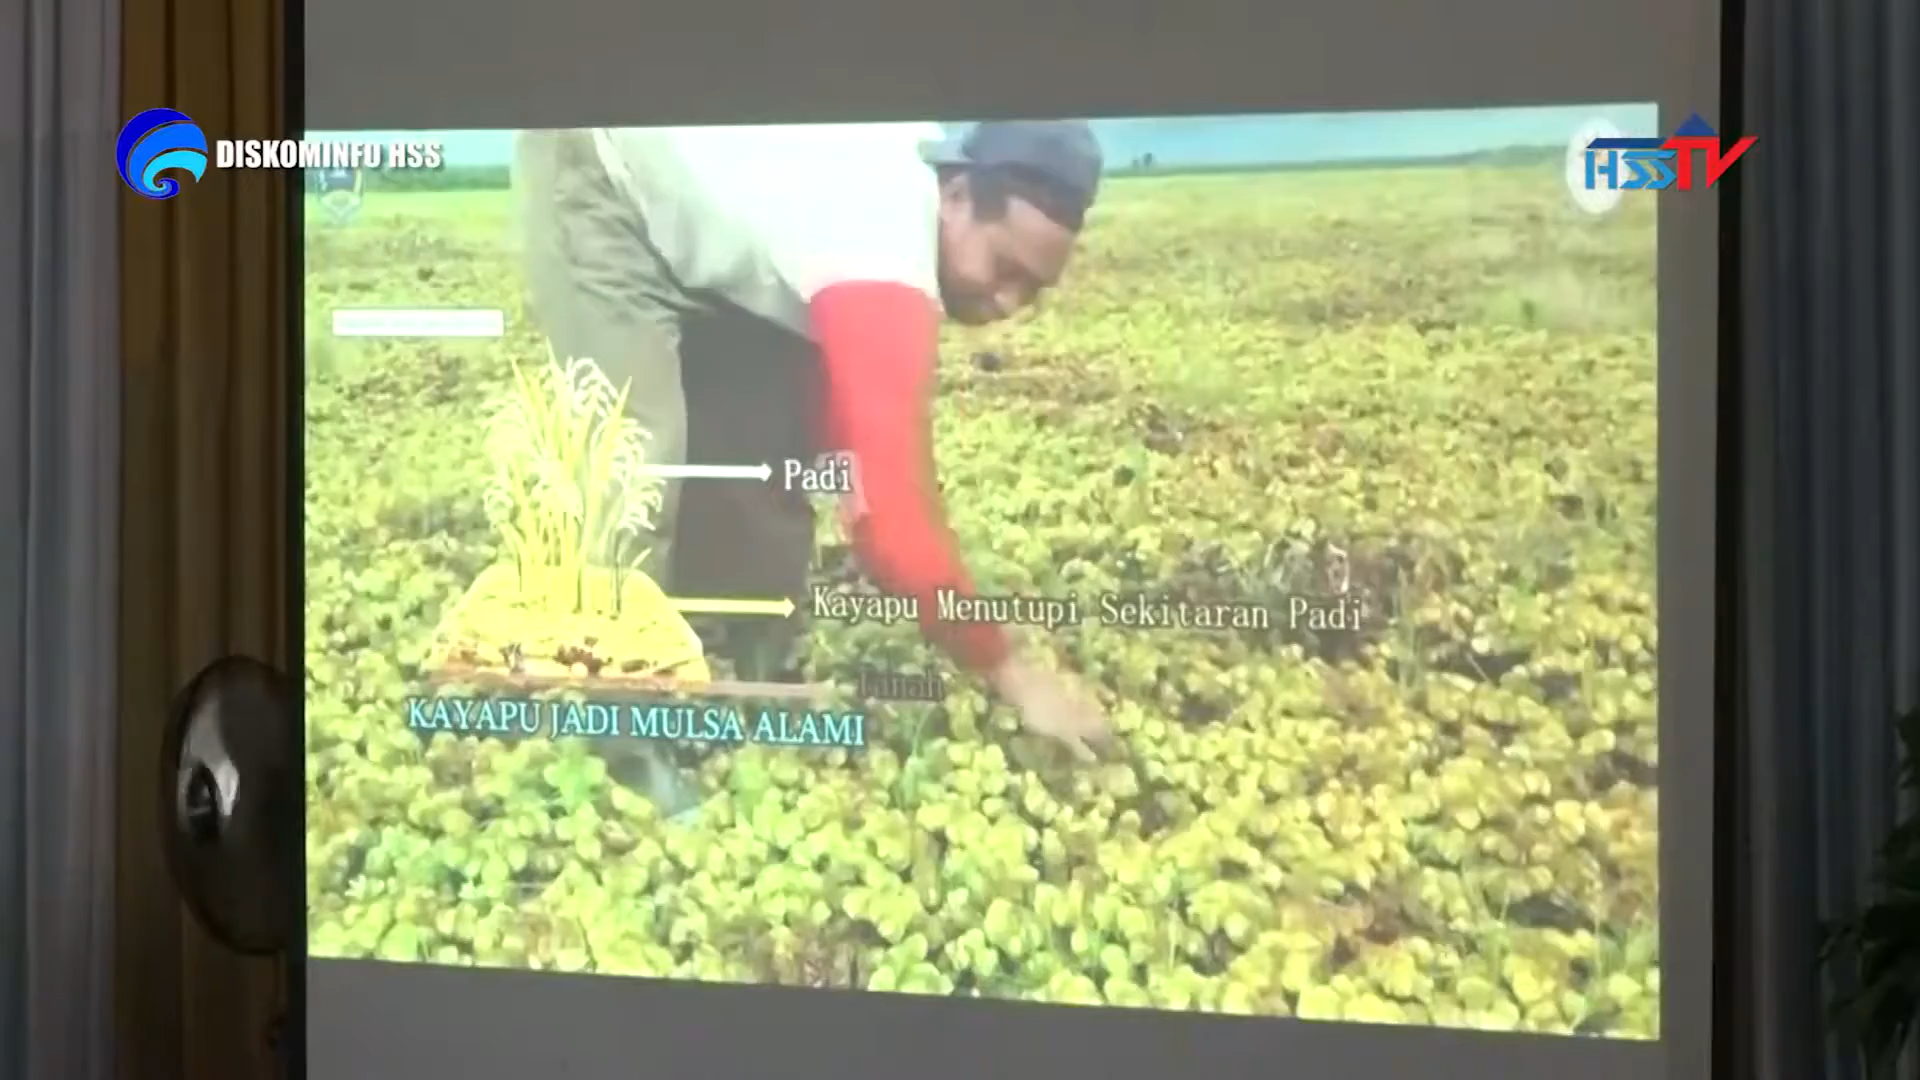 DISKOMINFO HSS
HSSTV
Padi
Kayapu Menutupi Sekitaran Padi
Tanah
KAYAPU JADI MULSA ALAMI